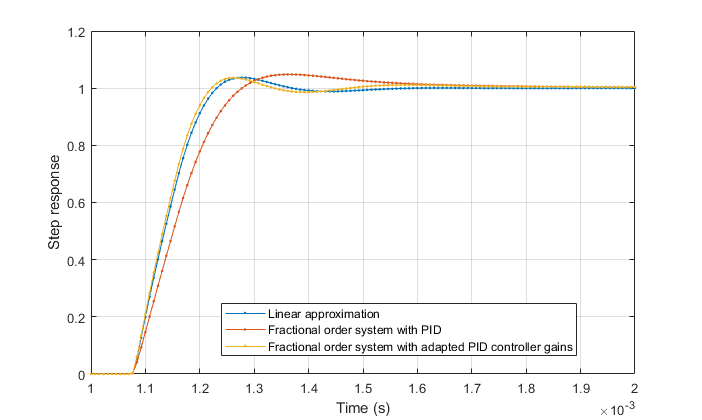 1.2
1
0.8
0.6
0.4
0.2
0
Step response
Linear approximation
Fractional order system with PID
Fractional order system with adapted PID controller gains
1 1.1 1.2 1.3 1.4 1.5 1.6 1.7 1.8 1.9 2
Time (s)
×10⁻³